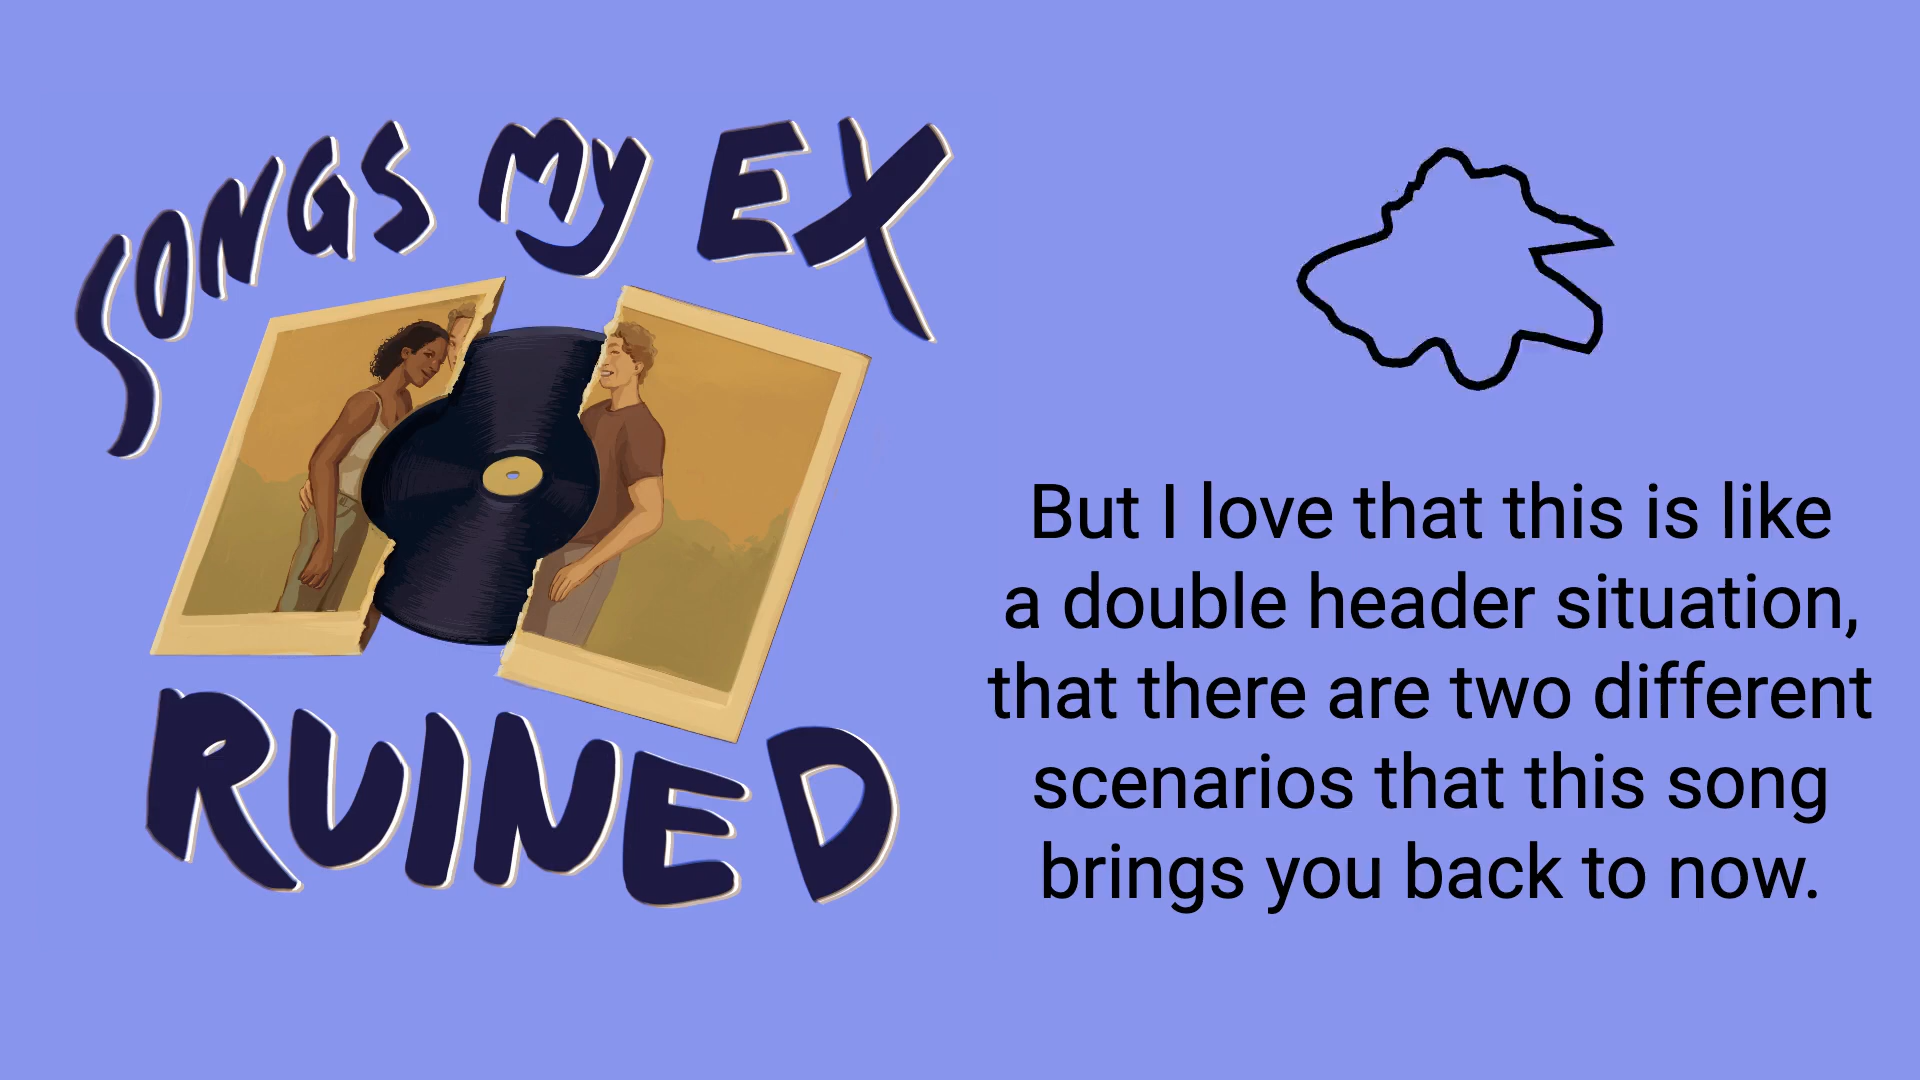 SONGS MY EX
RUINED
But I love that this is like
a double header situation,
that there are two different
scenarios that this song
brings you back to now.